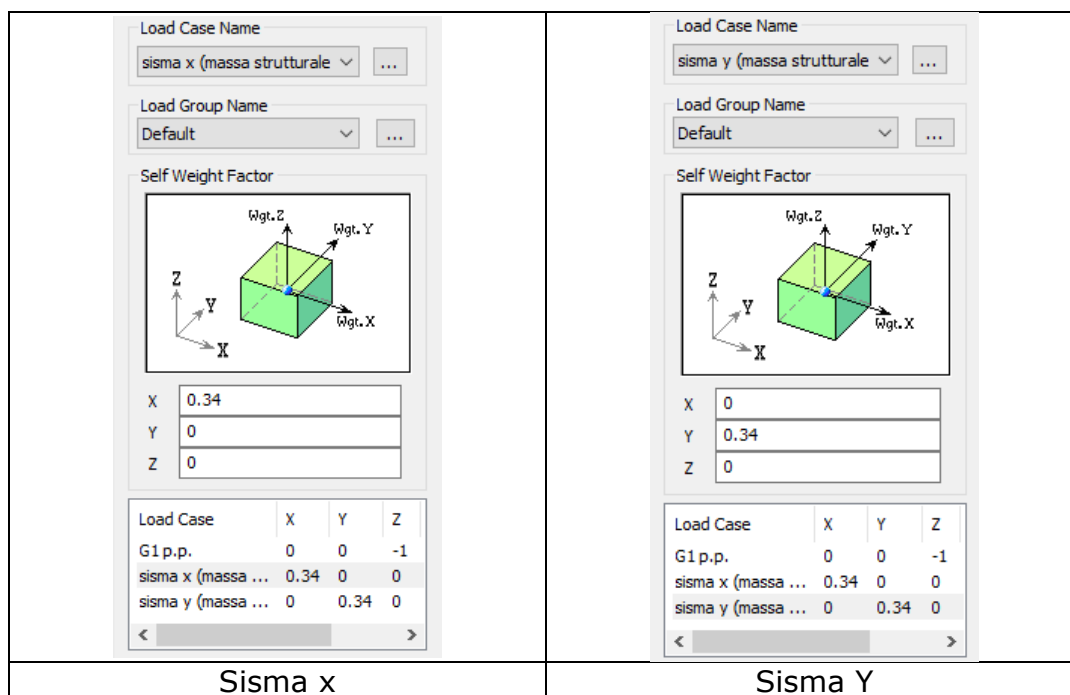 Load Case Name
sisma x (massa strutturale
...
Load Group Name
Default
...
Self Weight Factor
Wgt.Z
Wgt.Y
Z
Y
Wgt.X
X
X 0.34
Y 0
Z 0
Load Case X Y Z
G1 p.p. 0 0 -1
sisma x (massa ... 0.34 0 0
sisma y (massa ... 0 0.34 0
Sisma x
Load Case Name
sisma y (massa strutturale
...
Load Group Name
Default
...
Self Weight Factor
Wgt.Z
Wgt.Y
Z
Y
Wgt.X
X
X 0
Y 0.34
Z 0
Load Case X Y Z
G1 p.p. 0 0 -1
sisma x (massa ... 0.34 0 0
sisma y (massa ... 0 0.34 0
Sisma Y